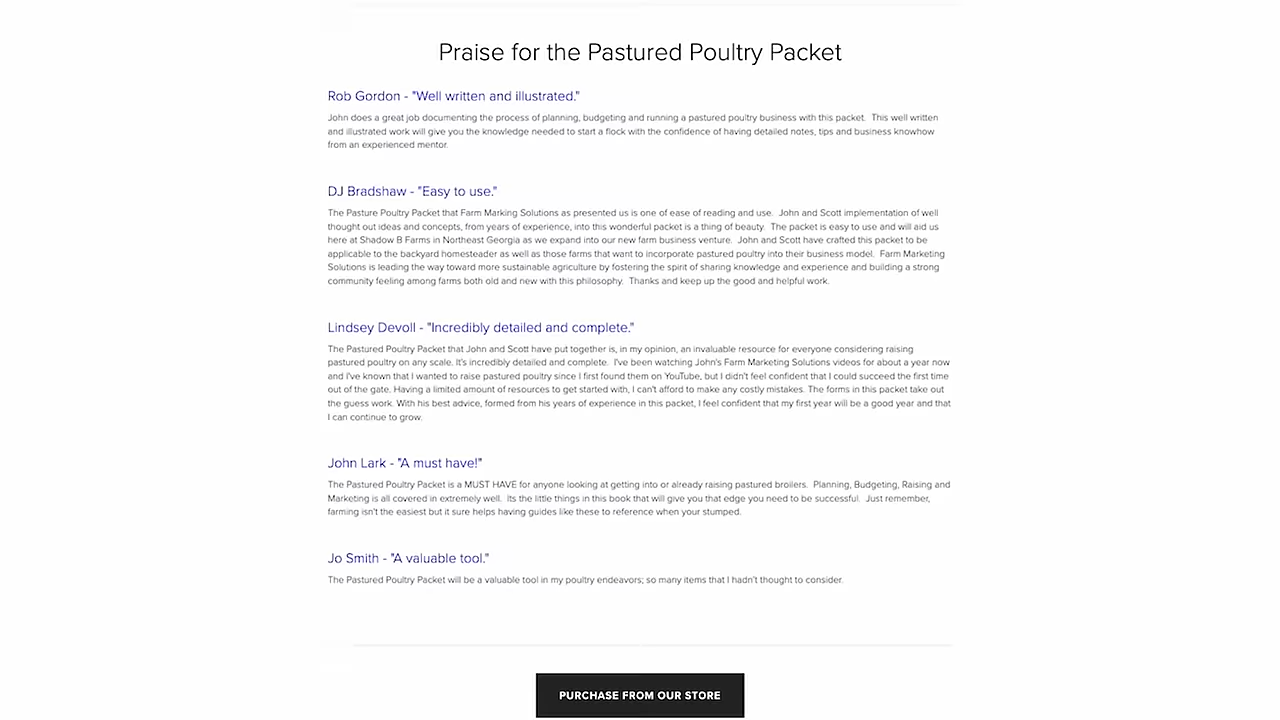 Praise for the Pastured Poultry Packet
Rob Gordon - "Well written and illustrated."
John does a great job documenting the process of planning, budgeting and running a pastured poultry business with this packet.  This well written
and illustrated work will give you the knowledge needed to start a flock with the confidence of having detailed notes, tips and business knowhow
from an experienced mentor.
DJ Bradshaw - "Easy to use."
The Pasture Poultry Packet that Farm Marking Solutions as presented us is one of ease of reading and use.  John and Scott implementation of well
thought out ideas and concepts, from years of experience, into this wonderful packet is a thing of beauty.  The packet is easy to use and will aid us
here at Shadow B Farms in Northeast Georgia as we expand into our new farm business venture.  John and Scott have crafted this packet to be
applicable to the backyard homesteader as well as those farms that want to incorporate pastured poultry into their business model.  Farm Marketing
Solutions is leading the way toward more sustainable agriculture by fostering the spirit of sharing knowledge and experience and building a strong
community feeling among farms both old and new with this philosophy.  Thanks and keep up the good and helpful work.
Lindsey Devoll - "Incredibly detailed and complete."
The Pastured Poultry Packet that John and Scott have put together is, in my opinion, an invaluable resource for everyone considering raising
pastured poultry on any scale. It's incredibly detailed and complete.  I've been watching John's Farm Marketing Solutions videos for about a year now
and I've known that I wanted to raise pastured poultry since I first found them on YouTube, but I didn't feel confident that I could succeed the first time
out of the gate. Having a limited amount of resources to get started with, I can't afford to make any costly mistakes. The forms in this packet take out
the guess work. With his best advice, formed from his years of experience in this packet, I feel confident that my first year will be a good year and that
I can continue to grow.
John Lark - "A must have!"
The Pastured Poultry Packet is a MUST HAVE for anyone looking at getting into or already raising pastured broilers.  Planning, Budgeting, Raising and
Marketing is all covered in extremely well.  Its the little things in this book that will give you that edge you need to be successful.  Just remember,
farming isn't the easiest but it sure helps having guides like these to reference when your stumped.
Jo Smith - "A valuable tool."
The Pastured Poultry Packet will be a valuable tool in my poultry endeavors; so many items that I hadn't thought to consider.
PURCHASE FROM OUR STORE